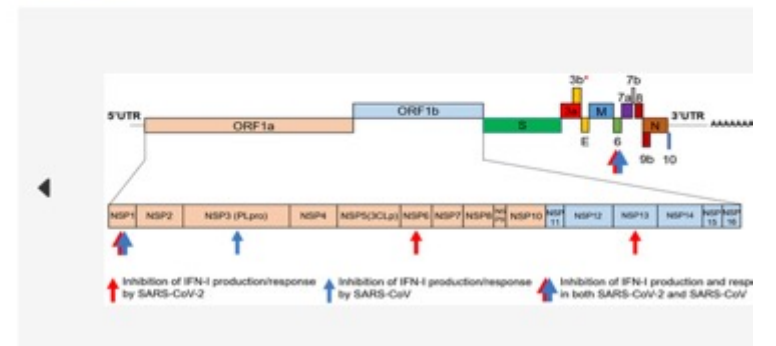 3b* 7b
7a 8
ORF1b M
5'UTR 3'UTR AAAAAAA
ORF1a S N
E 6
9b 10
NSP1 NSP2 NSP3 (PLpro) NSP4 NSP5(3CLp) NSP6 NSP7 NSP8 NSP10 NSP 11 NSP12 NSP13 NSP14 NSP 15 NSP 16
Inhibition of IFN-I production/response
by SARS-CoV-2
Inhibition of IFN-I production/response
by SARS-CoV
Inhibition of IFN-I production and resp
in both SARS-CoV-2 and SARS-CoV